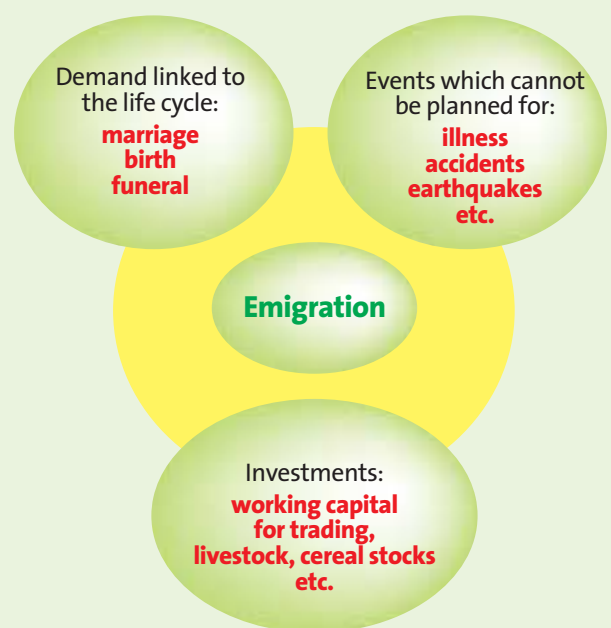 Demand linked to
the life cycle:
marriage
birth
funeral
Events which cannot
be planned for:
illness
accidents
earthquakes
etc.
Emigration
Investments:
working capital
for trading,
livestock, cereal stocks
etc.